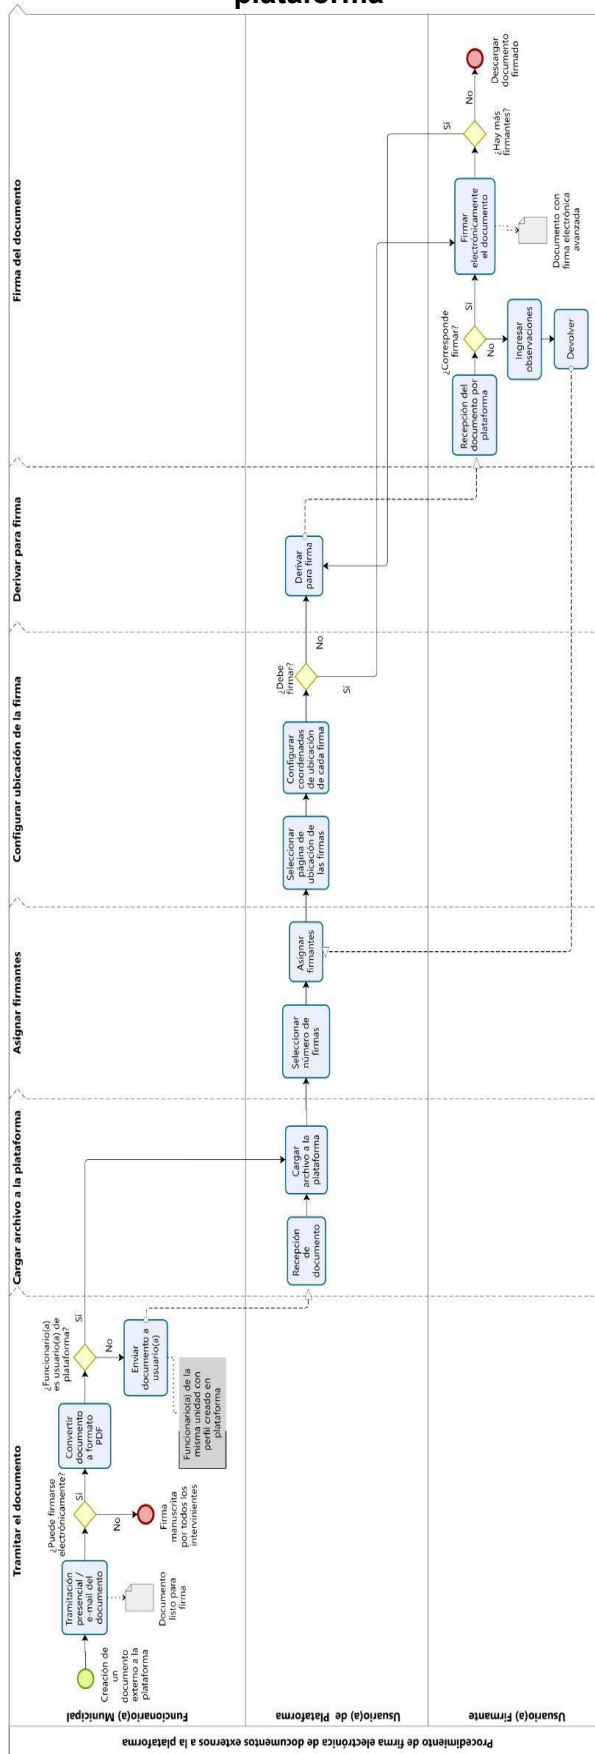 plataforma
Procedimiento de firma electrónica de documentos a externos a la plataforma
Funcionario(a) Municipal
Usuario(a) de Plataforma
Usuario(a) Firmante
Tramitar el documento
Cargar archivo a la plataforma
Asignar firmantes
Configurar ubicación de la firma
Derivar para firma
Firma del documento
Creación de
un
documento
externo a la
plataforma
Tramitación
presencial /
e-mail del
documento
Documento
listo para
firma
¿Puede firmarse
electrónicamente?
Sí
No
Firma
manuscrita
por todos los
intervinientes
Convertir
documento
a formato
PDF
¿Funcionario(a)
es usuario(a) de
plataforma?
Sí
No
Enviar
documento a
usuario(a)
Funcionario(a) de la
misma unidad con
perfil creado en
plataforma
Recepción
de
documento
Cargar
archivo a la
plataforma
Seleccionar
número de
firmas
Asignar
firmantes
Seleccionar
página de
ubicación de
las firmas
Configurar
coordenadas
de ubicación
de cada firma
¿Debe
firmar?
No
Sí
Derivar
para firma
Recepción del
documento por
plataforma
¿Corresponde
firmar?
Sí
No
Ingresar
observaciones
Devolver
Firmar
electrónicamente
el documento
Documento con
firma electrónica
avanzada
¿Hay más
firmantes?
Sí
No
Descargar
documento
firmado